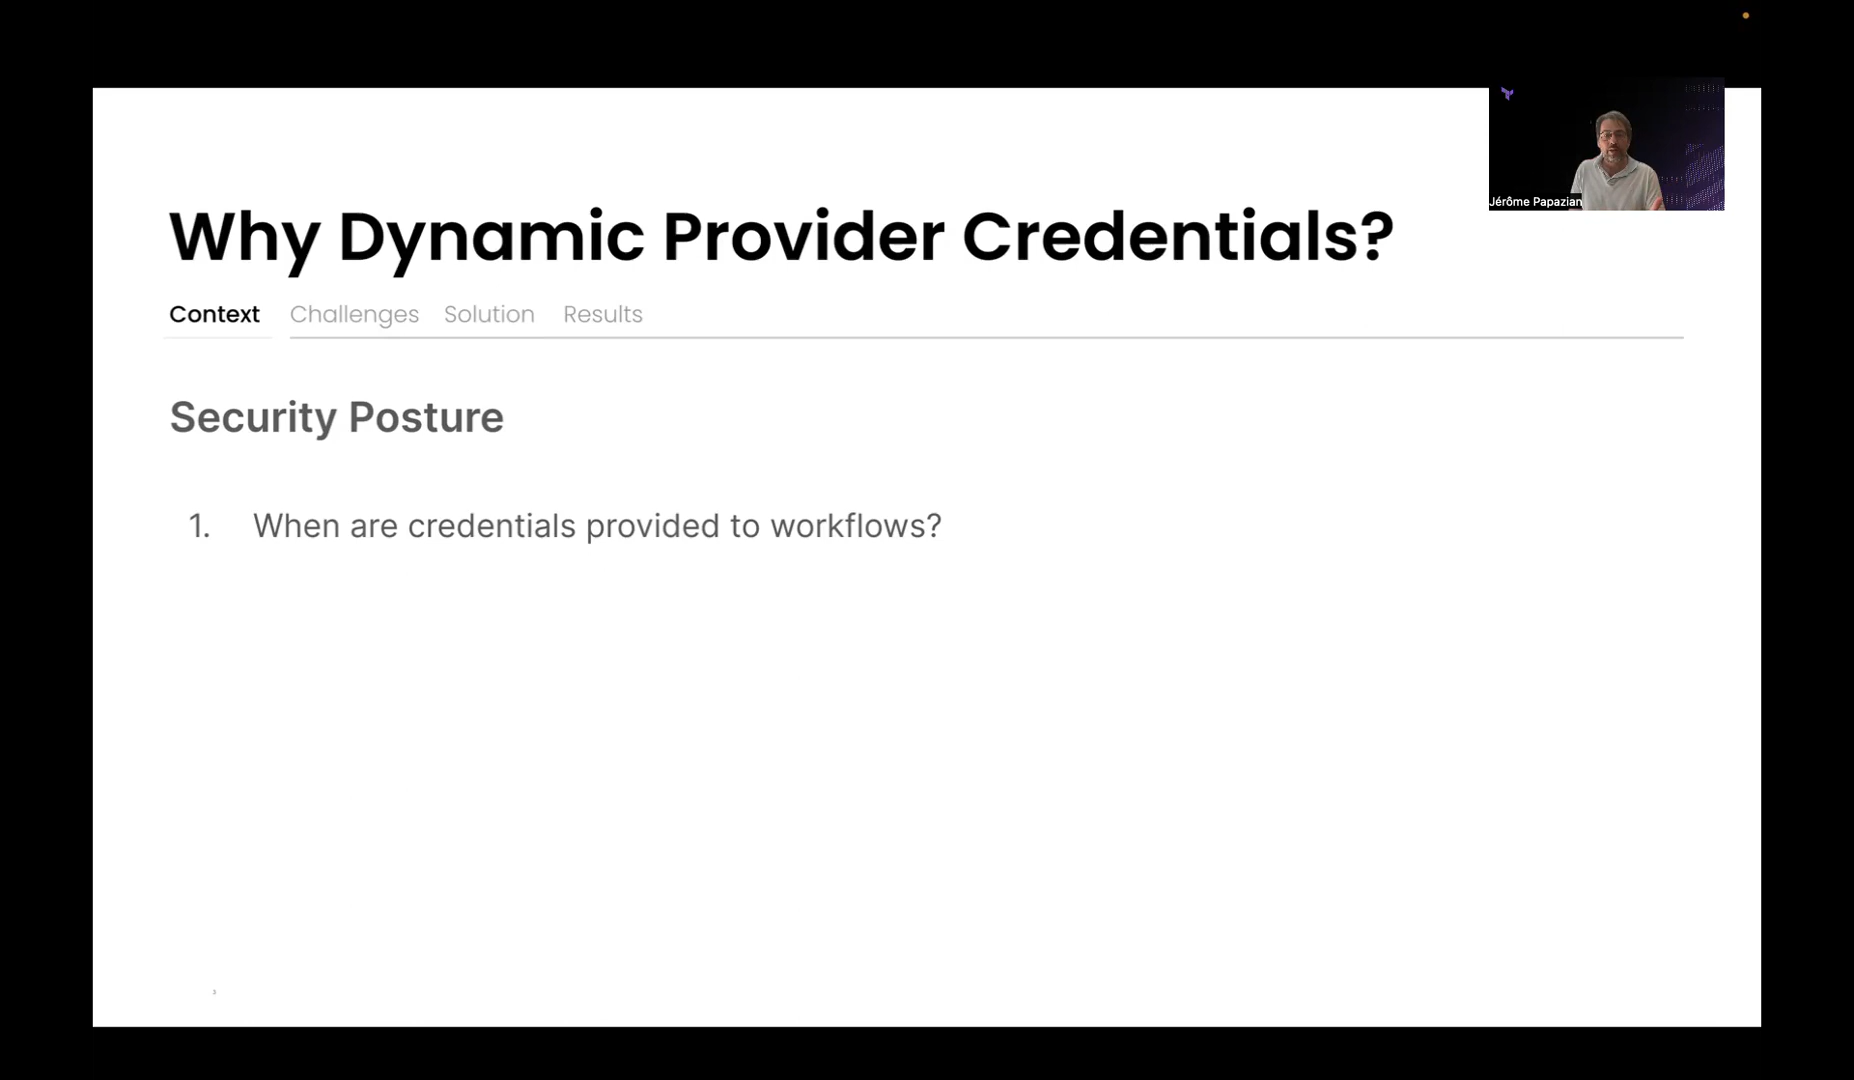 Jérôme Papazian
Why Dynamic Provider Credentials?
Context Challenges Solution Results
Security Posture
1. When are credentials provided to workflows?
3